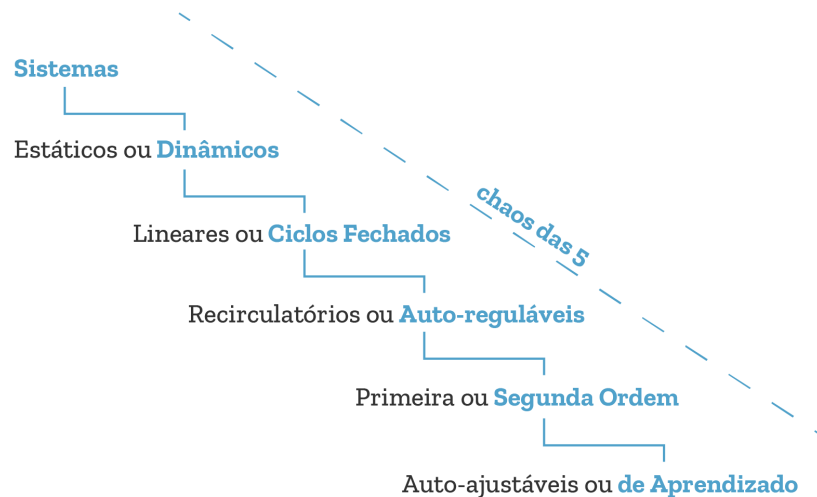 Sistemas
Estáticos ou Dinâmicos
chaos das 5
Lineares ou Ciclos Fechados
Recirculatórios ou Auto-reguláveis
Primeira ou Segunda Ordem
Auto-ajustáveis ou de Aprendizado